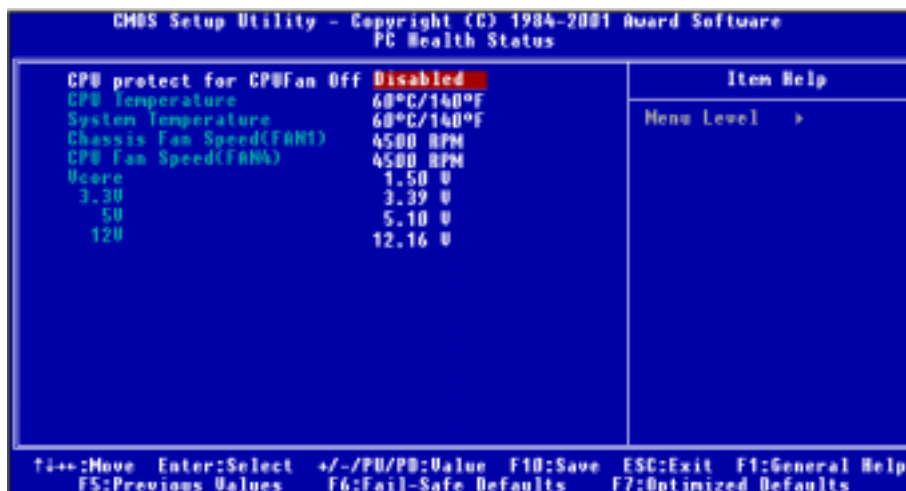 CMOS Setup Utility - Copyright (C) 1984-2001 Award Software
PC Health Status
CPU protect for CPUFan Off Disabled
CPU Temperature 60°C/140°F
System Temperature 60°C/140°F
Chassis Fan Speed(FAN1) 4500 RPM
CPU Fan Speed(FAN4) 4500 RPM
Vcore 1.50 V
3.3V 3.39 V
5V 5.10 V
12V 12.16 V
Item Help
Menu Level ▸
↑↓→←:Move Enter:Select +/-/PU/PD:Value F10:Save ESC:Exit F1:General Help
F5:Previous Values F6:Fail-Safe Defaults F7:Optimized Defaults